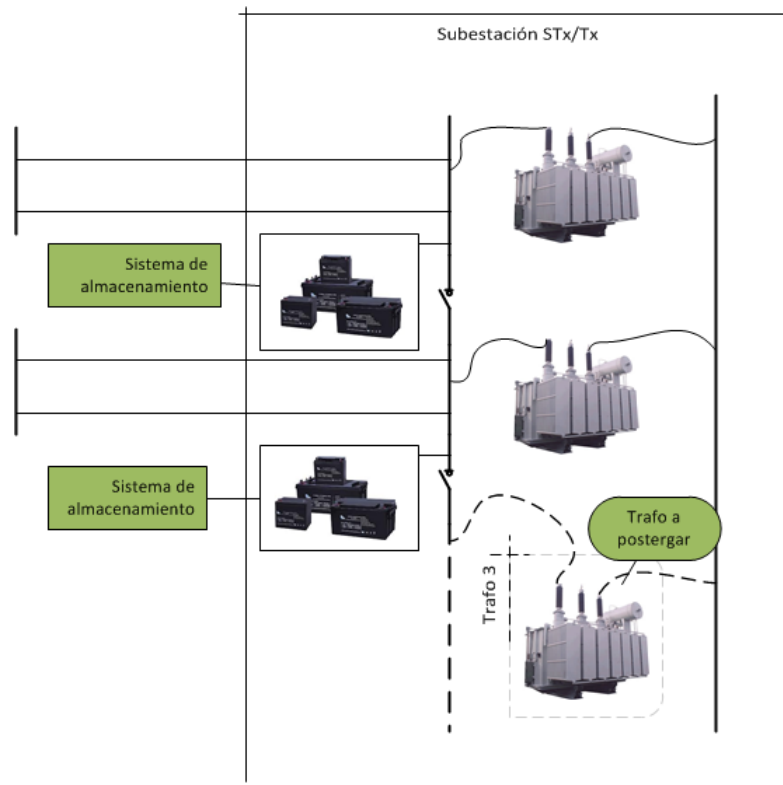 Subestación STx/Tx
Sistema de
almacenamiento
Sistema de
almacenamiento
Trafo a
postergar
Trafo 3